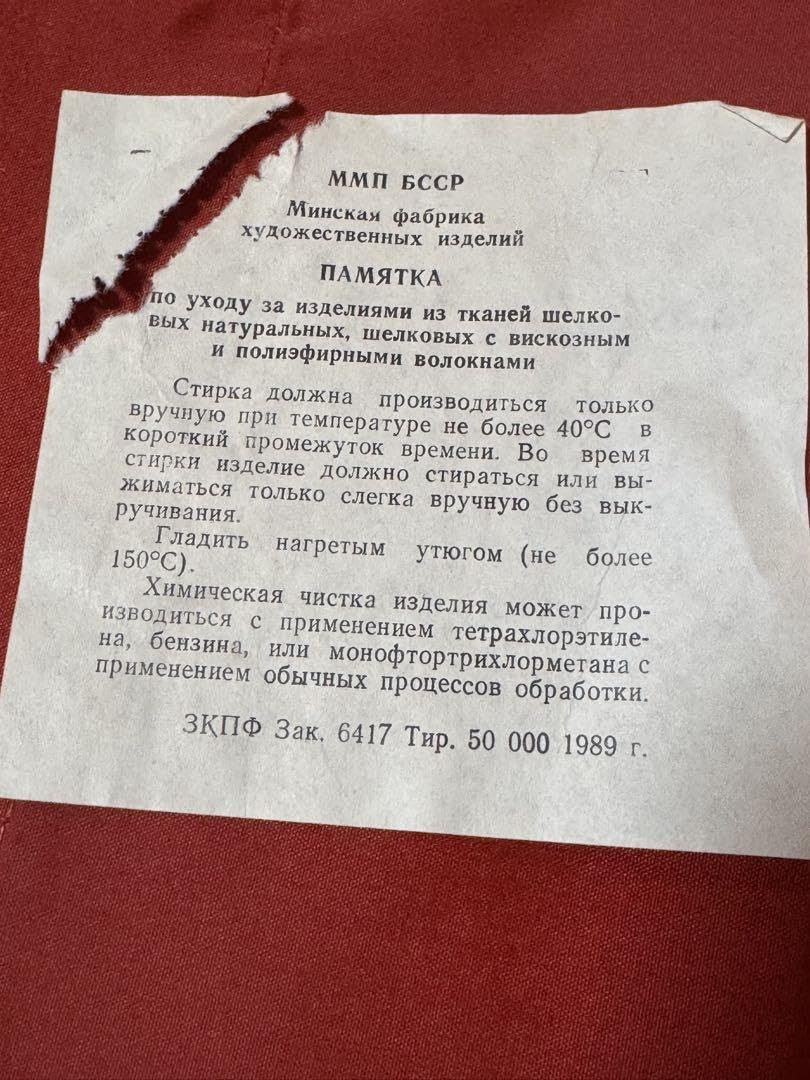 ММП БССР
Минская фабрика
художественных изделий
ПАМЯТКА
по уходу за изделиями из тканей шелко-
вых натуральных, шелковых с вискозным
и полиэфирными волокнами
Стирка должна производиться только
вручную при температуре не более 40°С в
короткий промежуток времени. Во время
стирки изделие должно стираться или вы-
жиматься только слегка вручную без вык-
ручивания.
Гладить нагретым утюгом (не более
150°С).
Химическая чистка изделия может про-
изводиться с применением тетрахлорэтиле-
на, бензина, или монофтортрихлорметана с
применением обычных процессов обработки.
ЗКПФ Зак. 6417 Тир. 50 000 1989 г.